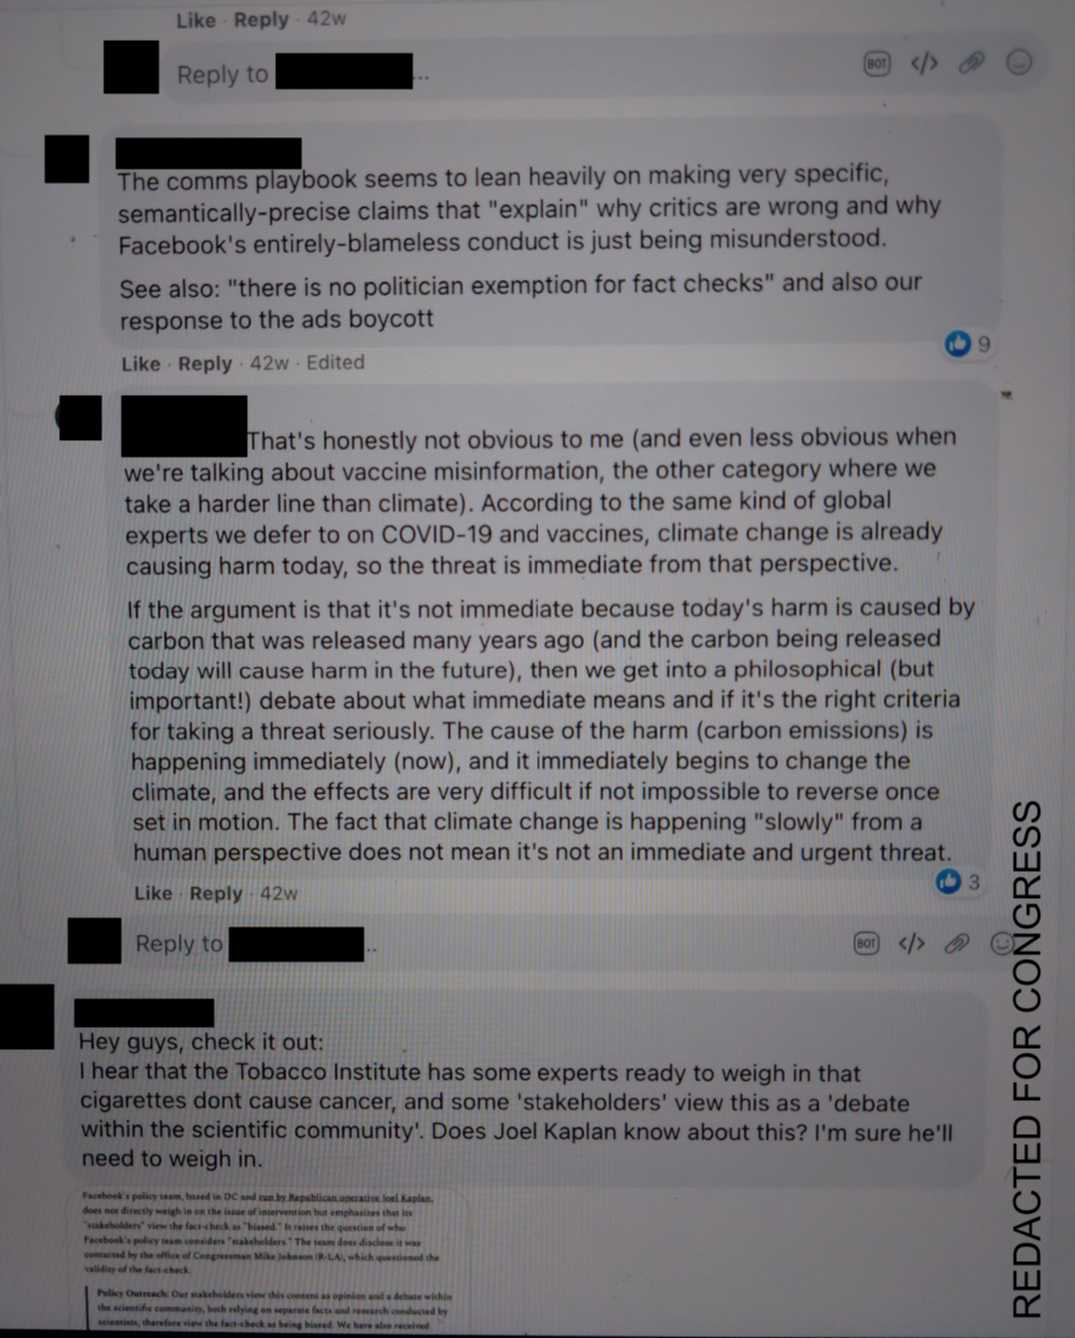 Like · Reply · 42w
Reply to ...
BOT </>
The comms playbook seems to lean heavily on making very specific,
semantically-precise claims that "explain" why critics are wrong and why
Facebook's entirely-blameless conduct is just being misunderstood.
See also: "there is no politician exemption for fact checks" and also our
response to the ads boycott
9
Like · Reply · 42w · Edited
That's honestly not obvious to me (and even less obvious when
we're talking about vaccine misinformation, the other category where we
take a harder line than climate). According to the same kind of global
experts we defer to on COVID-19 and vaccines, climate change is already
causing harm today, so the threat is immediate from that perspective.
If the argument is that it's not immediate because today's harm is caused by
carbon that was released many years ago (and the carbon being released
today will cause harm in the future), then we get into a philosophical (but
important!) debate about what immediate means and if it's the right criteria
for taking a threat seriously. The cause of the harm (carbon emissions) is
happening immediately (now), and it immediately begins to change the
climate, and the effects are very difficult if not impossible to reverse once
set in motion. The fact that climate change is happening "slowly" from a
human perspective does not mean it's not an immediate and urgent threat.
3
Like · Reply · 42w
Reply to ..
BOT </>
Hey guys, check it out:
I hear that the Tobacco Institute has some experts ready to weigh in that
cigarettes dont cause cancer, and some 'stakeholders' view this as a 'debate
within the scientific community'. Does Joel Kaplan know about this? I'm sure he'll
need to weigh in.
Facebook's policy team, based in DC and run by Republican operative Joel Kaplan,
does not directly weigh in on the issue of intervention but emphasizes that its
"stakeholders" view the fact-check as "biased." It raises the question of who
Facebook's policy team considers "stakeholders." The team does disclose it was
contacted by the office of Congressman Mike Johnson (R-LA), which questioned the
validity of the fact-check.
Policy Outreach: Our stakeholders view this content as opinion and a debate within
the scientific community, both relying on separate facts and research conducted by
scientists, therefore view the fact-check as being biased. We have also received
REDACTED FOR CONGRESS